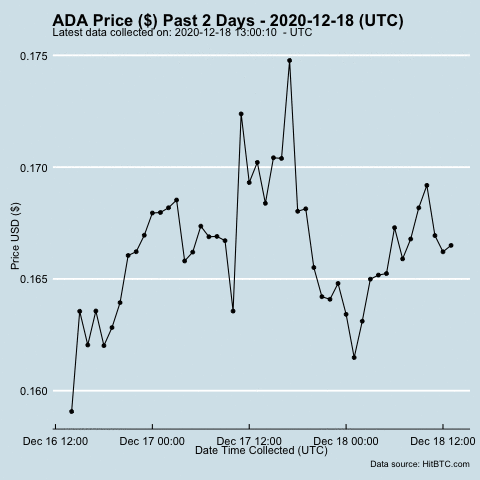 ADA Price ($) Past 2 Days - 2020-12-18 (UTC)
Latest data collected on: 2020-12-18 13:00:10  - UTC
0.175
0.170
0.165
0.160
Price USD ($)
Dec 16 12:00 Dec 17 00:00 Dec 17 12:00 Dec 18 00:00 Dec 18 12:00
Date Time Collected (UTC)
Data source: HitBTC.com